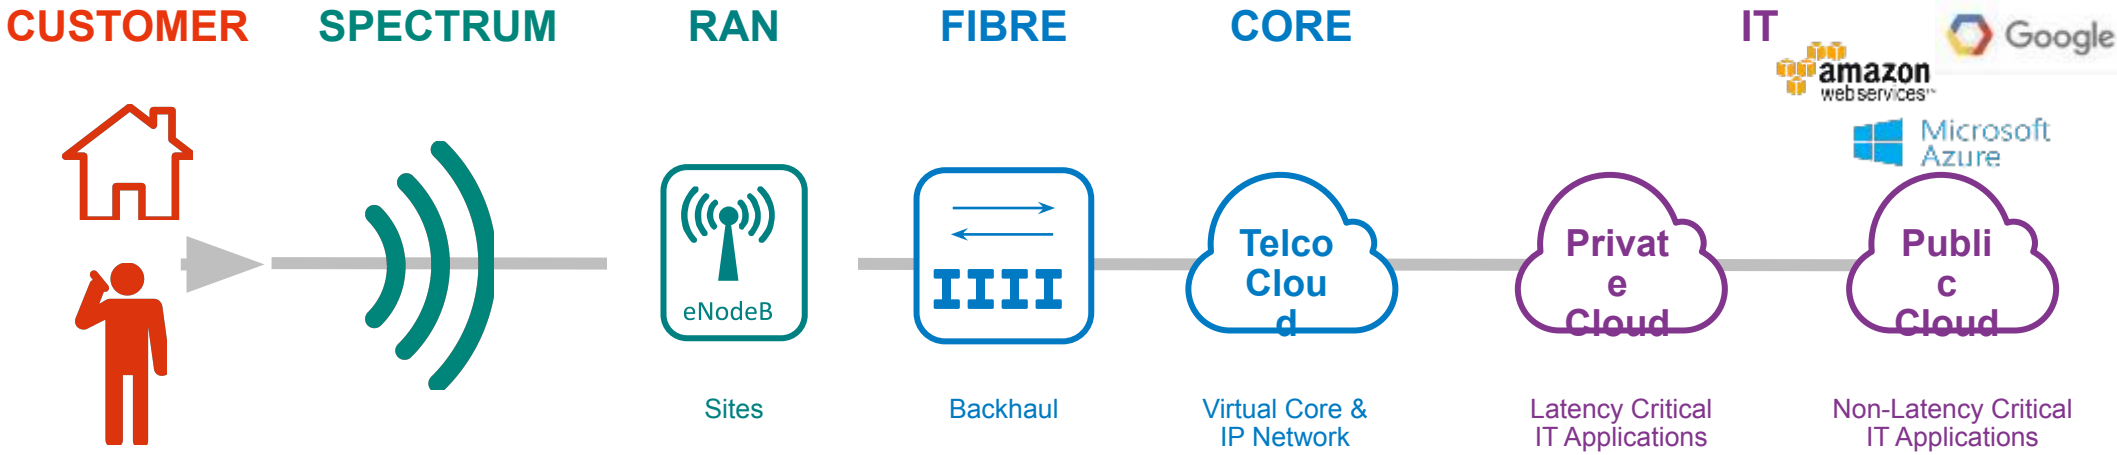 CUSTOMER
SPECTRUM
RAN
FIBRE
CORE
IT
amazon
webservices™
Google
Microsoft
Azure
eNodeB
Telco
Clou
d
Privat
e
Cloud
Publi
c
Cloud
Sites
Backhaul
Virtual Core &
IP Network
Latency Critical
IT Applications
Non-Latency Critical
IT Applications